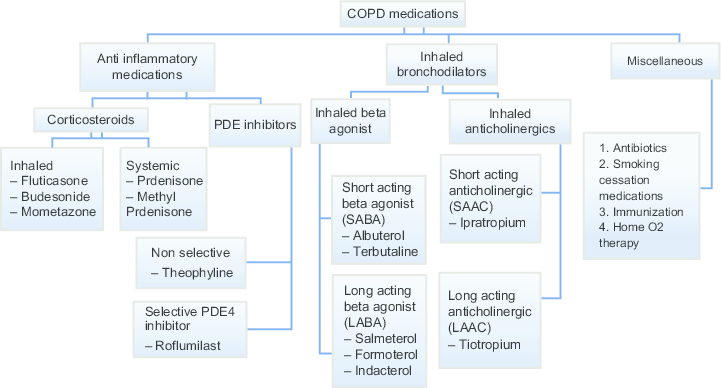 COPD medications
Anti inflammatory
medications
Inhaled
bronchodilators
Miscellaneous
Corticosteroids
PDE inhibitors
Inhaled beta
agonist
Inhaled
anticholinergics
Inhaled
– Fluticasone
– Budesonide
– Mometazone
Systemic
– Prdenisone
– Methyl
Prdenisone
Non selective
– Theophyline
Selective PDE4
inhibitor
– Roflumilast
Short acting
beta agonist
(SABA)
– Albuterol
– Terbutaline
Long acting
beta agonist
(LABA)
– Salmeterol
– Formoterol
– Indacterol
Short acting
anticholinergic
(SAAC)
– Ipratropium
Long acting
anticholinergic
(LAAC)
– Tiotropium
1. Antibiotics
2. Smoking
cessation
medications
3. Immunization
4. Home O2
therapy